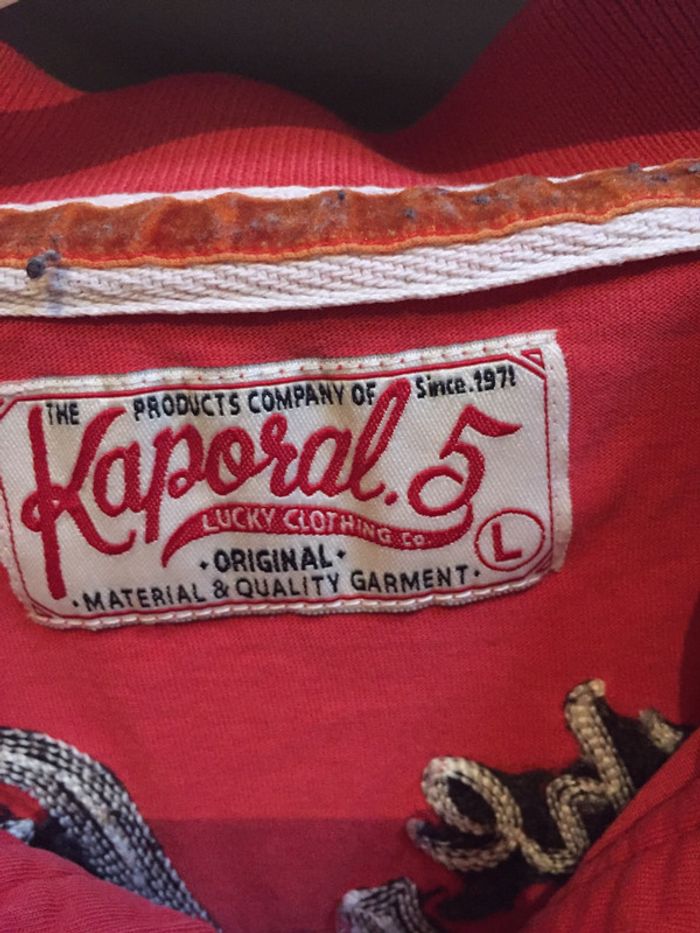 THE PRODUCTS COMPANY OF Since.1971
Kaporal.5
LUCKY CLOTHING Co.
L
·ORIGINAL·
·MATERIAL & QUALITY GARMENT·